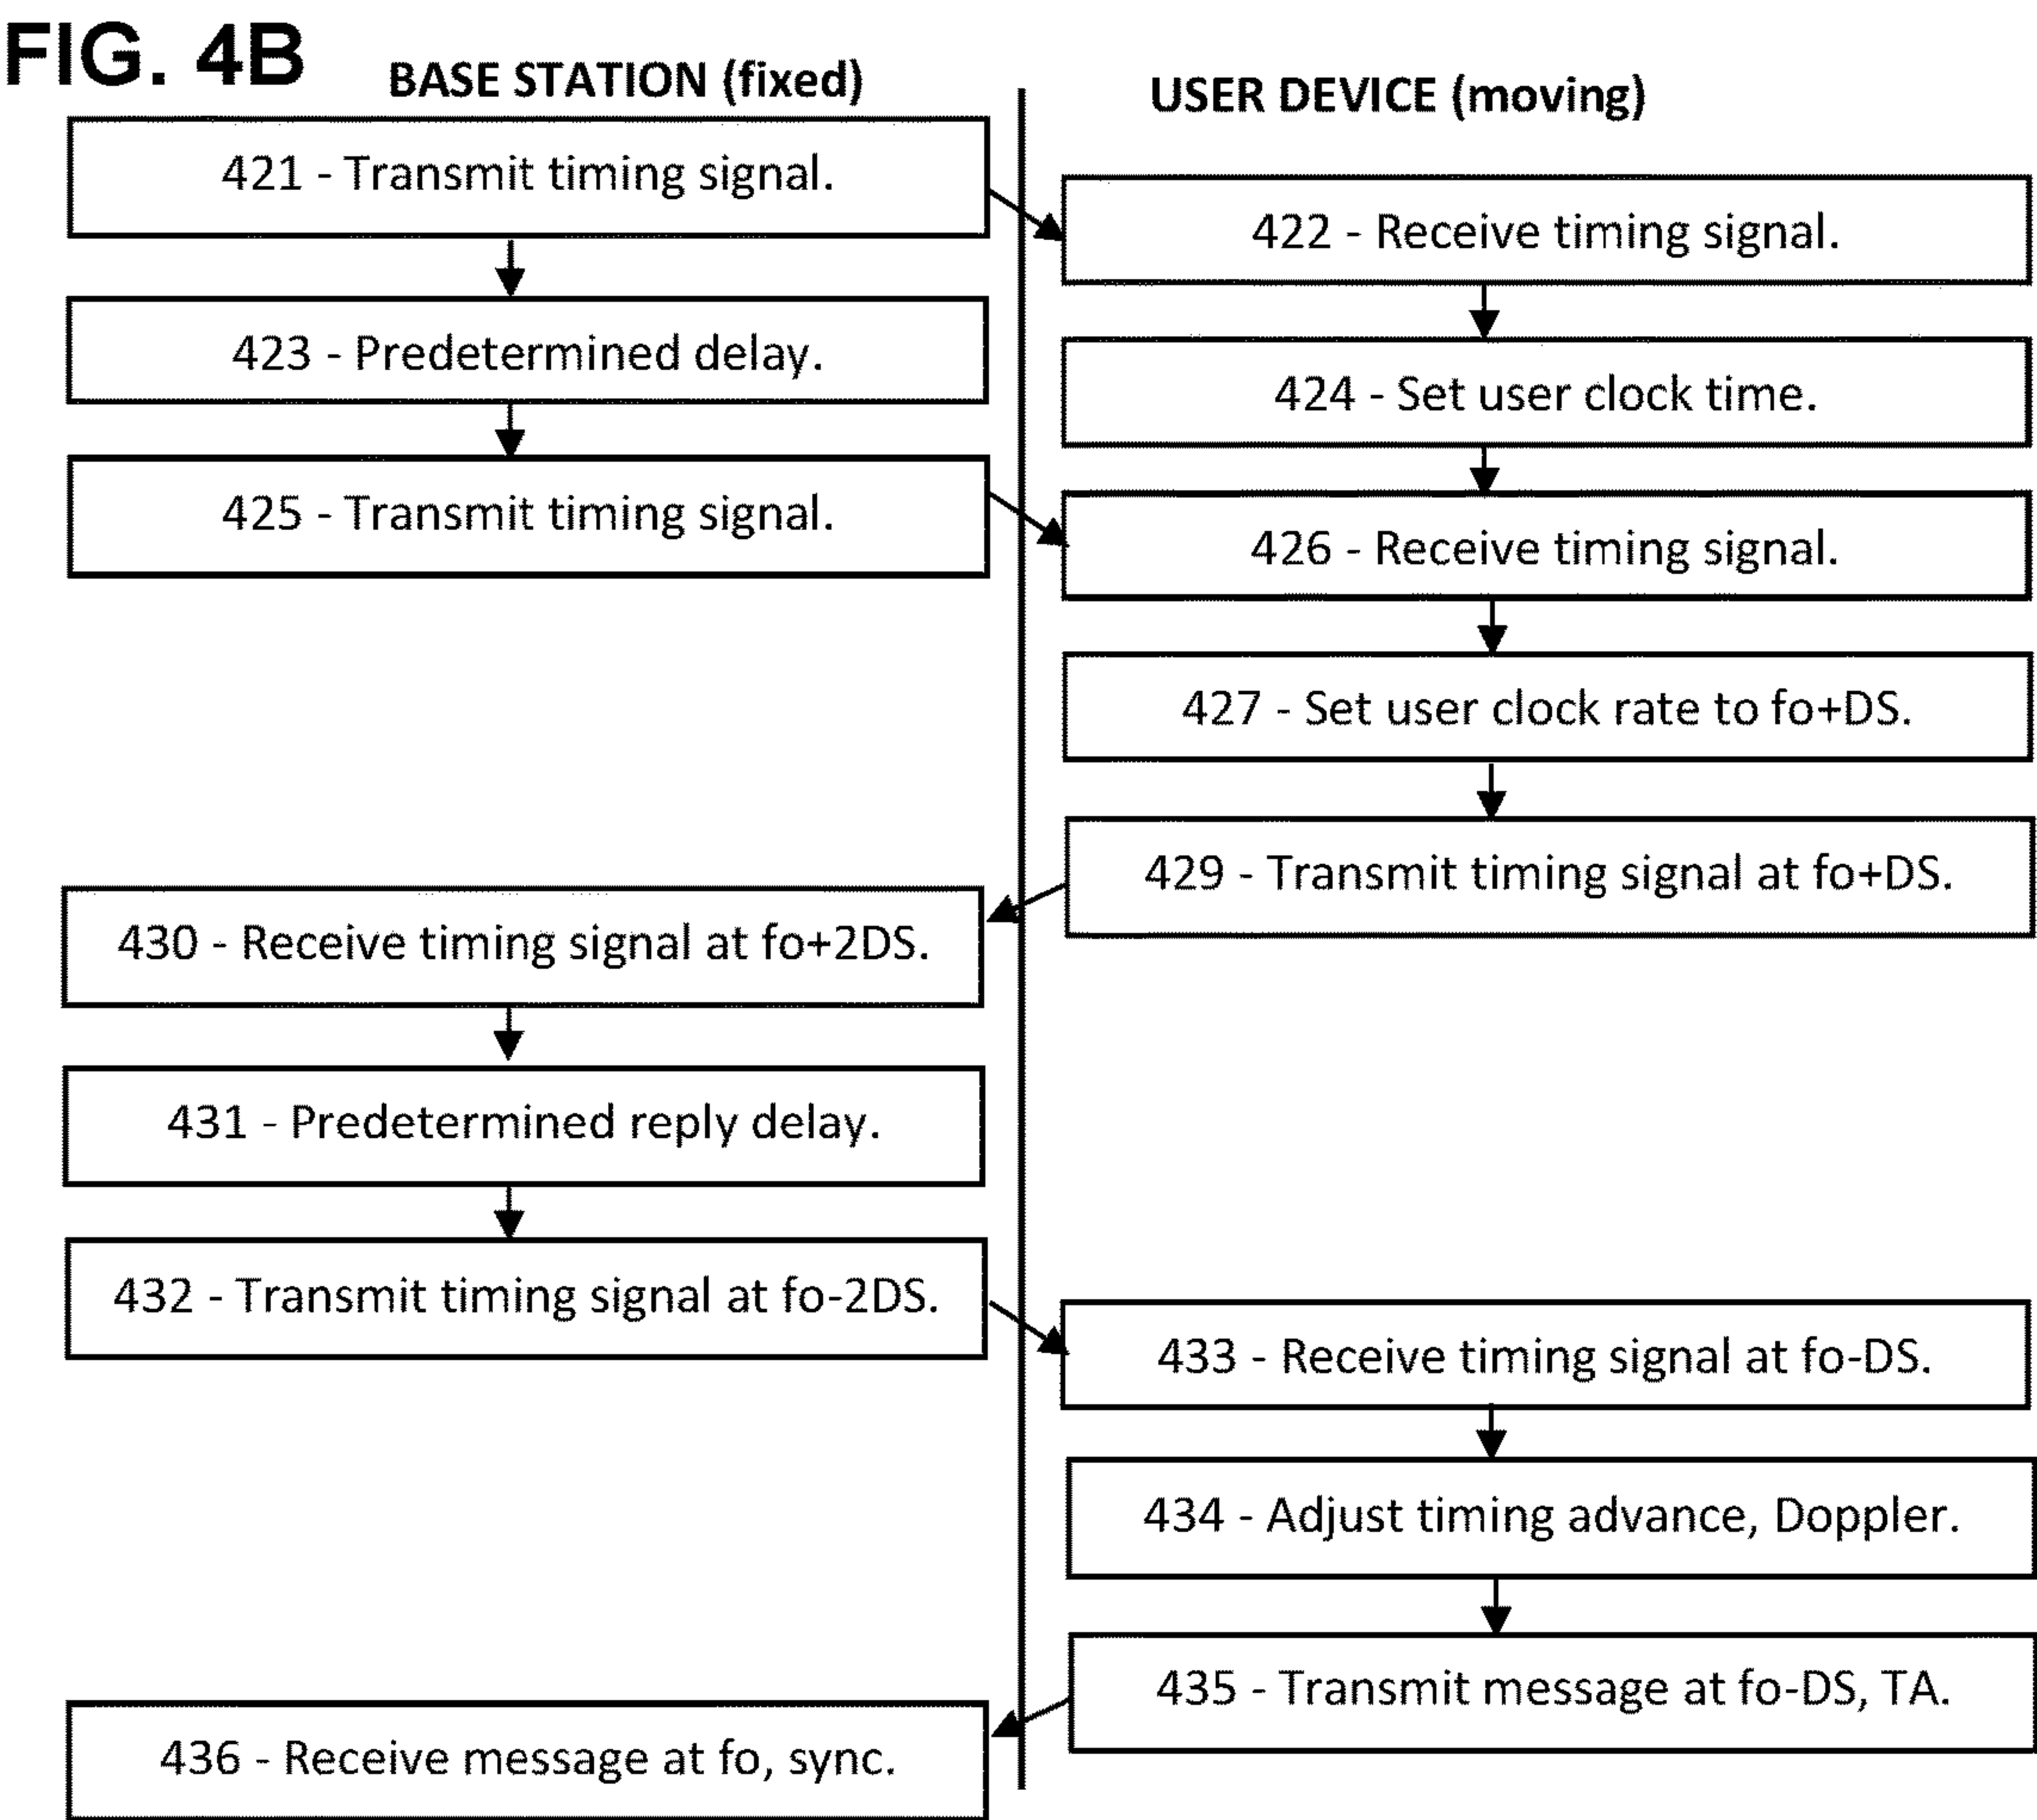 FIG. 4B
BASE STATION (fixed)
USER DEVICE (moving)
421 - Transmit timing signal.
422 - Receive timing signal.
423 - Predetermined delay.
424 - Set user clock time.
425 - Transmit timing signal.
426 - Receive timing signal.
427 - Set user clock rate to fo+DS.
429 - Transmit timing signal at fo+DS.
430 - Receive timing signal at fo+2DS.
431 - Predetermined reply delay.
432 - Transmit timing signal at fo-2DS.
433 - Receive timing signal at fo-DS.
434 - Adjust timing advance, Doppler.
435 - Transmit message at fo-DS, TA.
436 - Receive message at fo, sync.